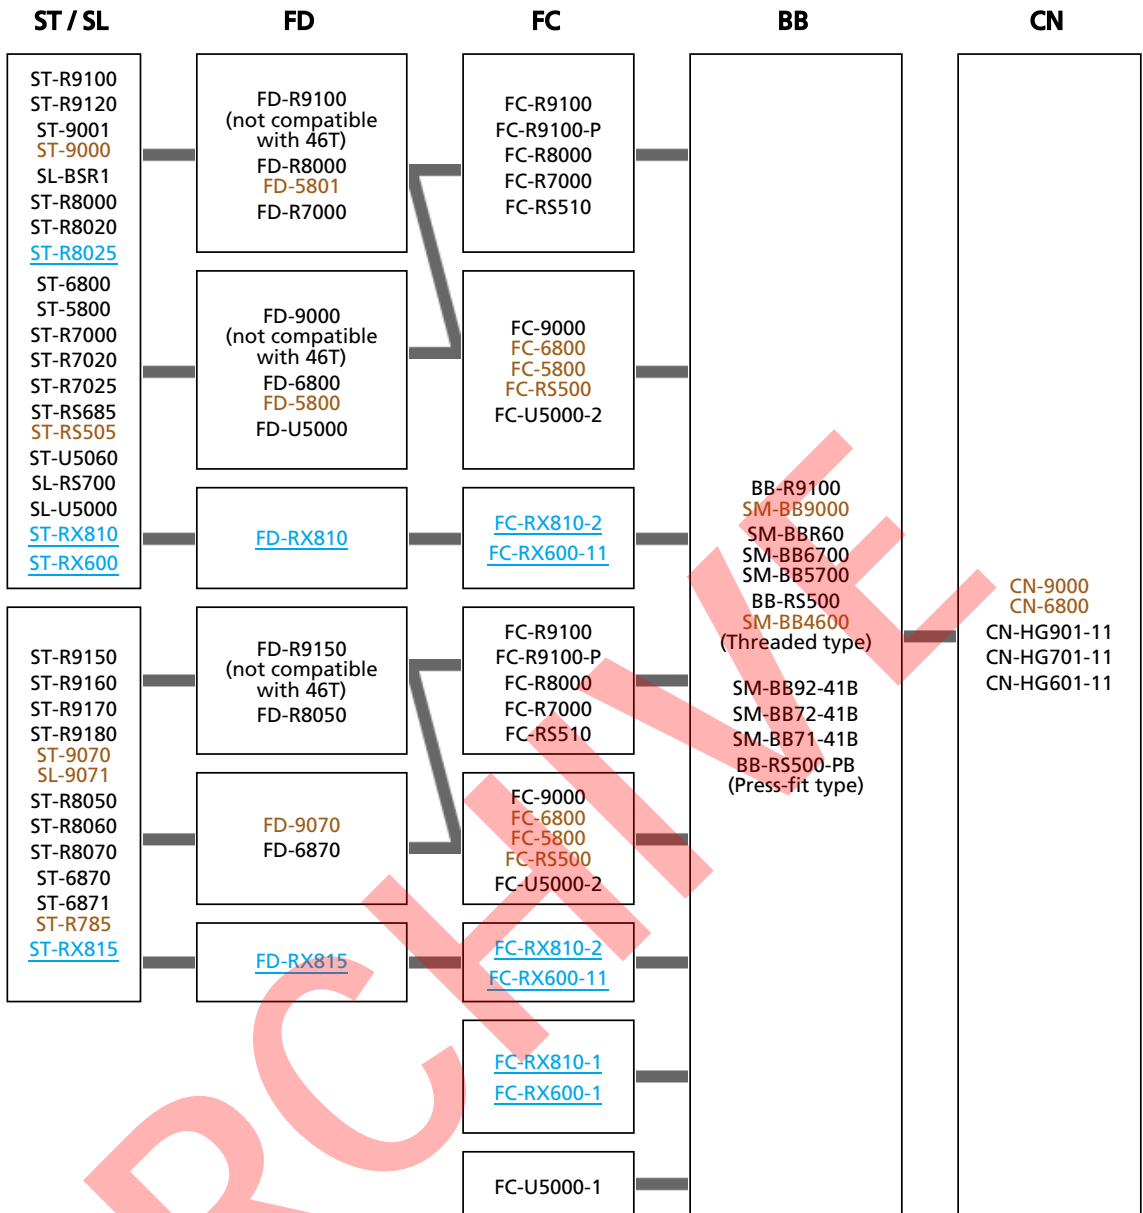 ST / SL
FD
FC
BB
CN
ST-R9100
ST-R9120
ST-9001
ST-9000
SL-BSR1
ST-R8000
ST-R8020
ST-R8025
ST-6800
ST-5800
ST-R7000
ST-R7020
ST-R7025
ST-RS685
ST-RS505
ST-U5060
SL-RS700
SL-U5000
ST-RX810
ST-RX600
ST-R9150
ST-R9160
ST-R9170
ST-R9180
ST-9070
SL-9071
ST-R8050
ST-R8060
ST-R8070
ST-6870
ST-6871
ST-R785
ST-RX815
FD-R9100
(not compatible
with 46T)
FD-R8000
FD-5801
FD-R7000
FD-9000
(not compatible
with 46T)
FD-6800
FD-5800
FD-U5000
FD-RX810
FD-R9150
(not compatible
with 46T)
FD-R8050
FD-9070
FD-6870
FD-RX815
FC-R9100
FC-R9100-P
FC-R8000
FC-R7000
FC-RS510
FC-9000
FC-6800
FC-5800
FC-RS500
FC-U5000-2
FC-RX810-2
FC-RX600-11
FC-R9100
FC-R9100-P
FC-R8000
FC-R7000
FC-RS510
FC-9000
FC-6800
FC-5800
FC-RS500
FC-U5000-2
FC-RX810-2
FC-RX600-11
FC-RX810-1
FC-RX600-1
FC-U5000-1
BB-R9100
SM-BB9000
SM-BBR60
SM-BB6700
SM-BB5700
BB-RS500
SM-BB4600
(Threaded type)
SM-BB92-41B
SM-BB72-41B
SM-BB71-41B
BB-RS500-PB
(Press-fit type)
CN-9000
CN-6800
CN-HG901-11
CN-HG701-11
CN-HG601-11
RCHIVE